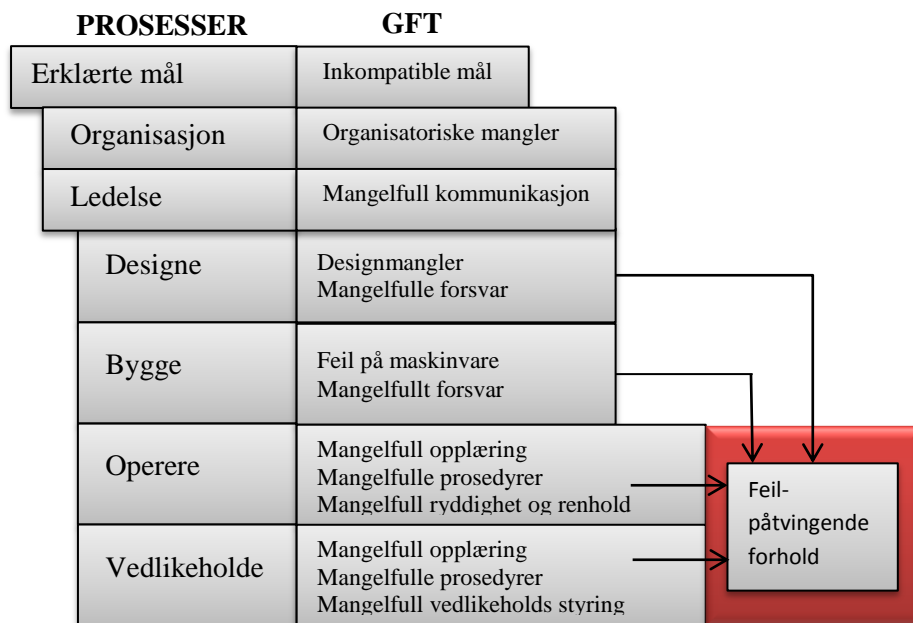 PROSESSER GFT
Erklærte mål
Inkompatible mål
Organisasjon
Organisatoriske mangler
Ledelse
Mangelfull kommunikasjon
Designe
Designmangler
Mangelfulle forsvar
Bygge
Feil på maskinvare
Mangelfullt forsvar
Operere
Mangelfull opplæring
Mangelfulle prosedyrer
Mangelfull ryddighet og renhold
Vedlikeholde
Mangelfull opplæring
Mangelfulle prosedyrer
Mangelfull vedlikeholds styring
Feil-
påtvingende
forhold